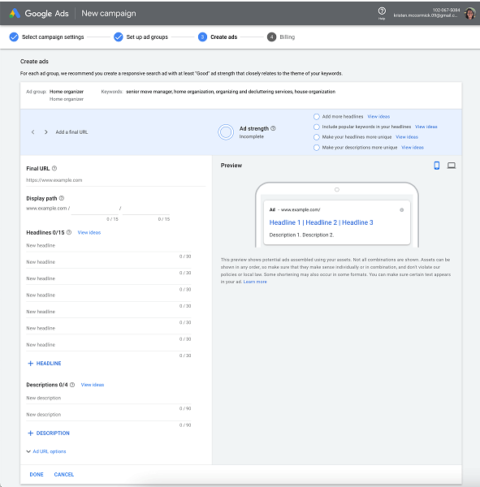 Google Ads | New campaign
Help
100-667-9084
Select campaign settings
Set up ad groups
3 Create ads
4 Billing
Create ads
For each ad group, we recommend you create a responsive search ad with at least "Good" ad strength that closely relates to the theme of your keywords.
Ad group Home organizer Keywords senior move manager, home organization, organizing and decluttering services, house organization
Home organizer
Add a final URL
Ad strength
Incomplete
Add more headlines View ideas
Include popular keywords in your headlines View ideas
Make your headlines more unique View ideas
Make your descriptions more unique View ideas
Final URL
https://www.example.com
Display path
www.example.com / /
0 / 15 0 / 15
Headlines 0/15 View ideas
New headline
0 / 30
New headline
0 / 30
New headline
0 / 30
New headline
0 / 30
New headline
0 / 30
New headline
0 / 30
New headline
0 / 30
New headline
0 / 30
New headline
0 / 30
+ HEADLINE
Descriptions 0/4 View ideas
New description
0 / 90
New description
0 / 90
+ DESCRIPTION
Ad URL options
DONE CANCEL
Preview
Ad · www.example.com/
Headline 1 | Headline 2 | Headline 3
Description 1. Description 2.
This preview shows potential ads assembled using your assets. Not all combinations are shown. Assets can be
shown in any order, so make sure that they make sense individually or in combination, and don't violate our
policies or local law. Some shortening may also occur in some formats. You can make sure certain text appears
in your ad. Learn more